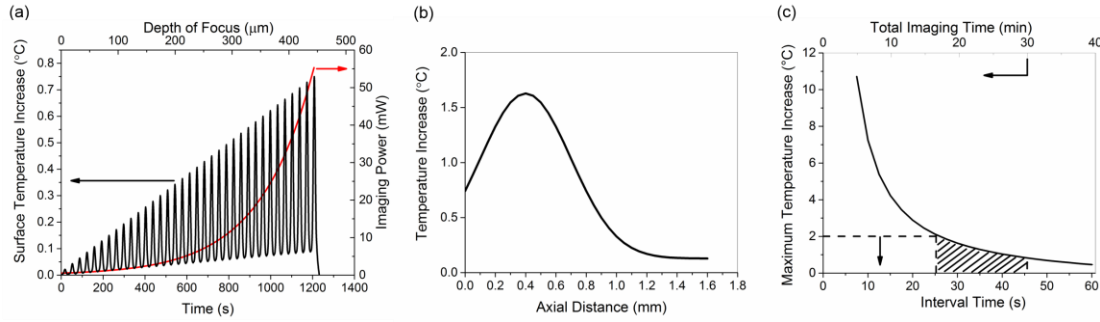 (a)
Depth of Focus (μm)
0 100 200 300 400 500
Surface Temperature Increase (°C)
0.8
0.7
0.6
0.5
0.4
0.3
0.2
0.1
0.0
60
50
40
30
20
10
0
Imaging Power (mW)
0 200 400 600 800 1000 1200 1400
Time (s)
(b)
Temperature Increase (°C)
2.0
1.5
1.0
0.5
0.0
0.0 0.2 0.4 0.6 0.8 1.0 1.2 1.4 1.6 1.8
Axial Distance (mm)
(c)
Total Imaging Time (min)
0 10 20 30 40
Maximum Temperature Increase (°C)
12
10
8
6
4
2
0
0 10 20 30 40 50 60
Interval Time (s)